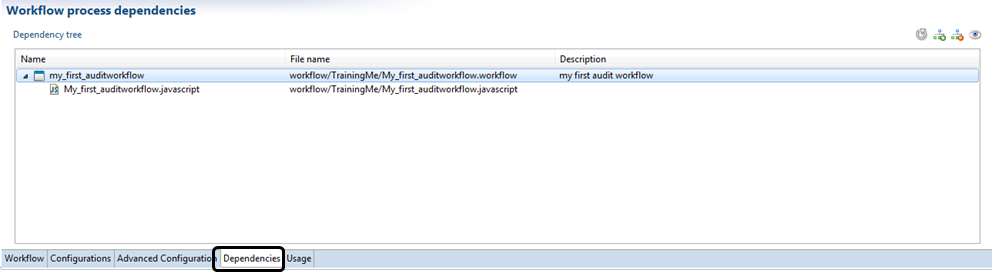 Workflow process dependencies
Dependency tree
Name File name Description
my_first_auditworkflow workflow/TrainingMe/My_first_auditworkflow.workflow my first audit workflow
My_first_auditworkflow.javascript workflow/TrainingMe/My_first_auditworkflow.javascript
Workflow Configurations Advanced Configuration Dependencies Usage